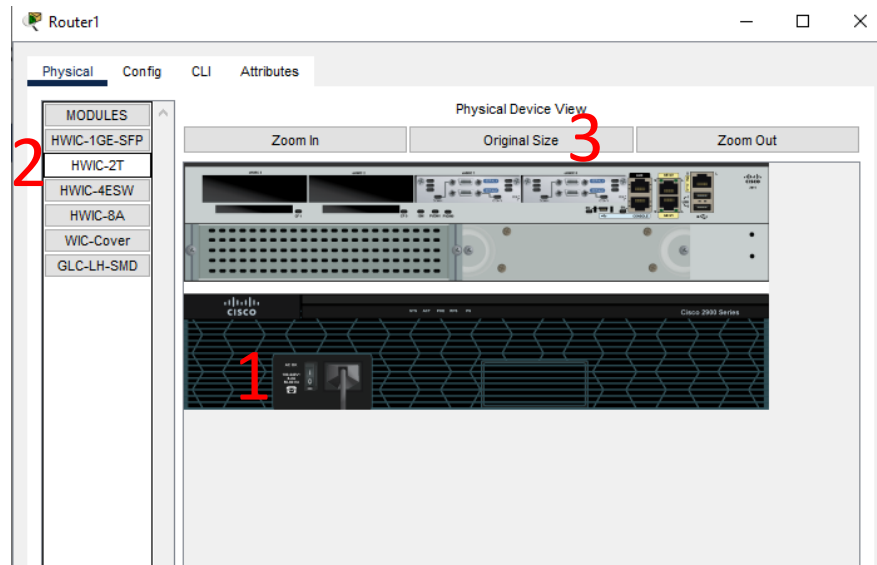 Router1
Physical Config CLI Attributes
MODULES
HWIC-1GE-SFP
HWIC-2T
HWIC-4ESW
HWIC-8A
WIC-Cover
GLC-LH-SMD
2
Physical Device View
3
Zoom In Original Size Zoom Out
CISCO
Cisco 2900 Series
1